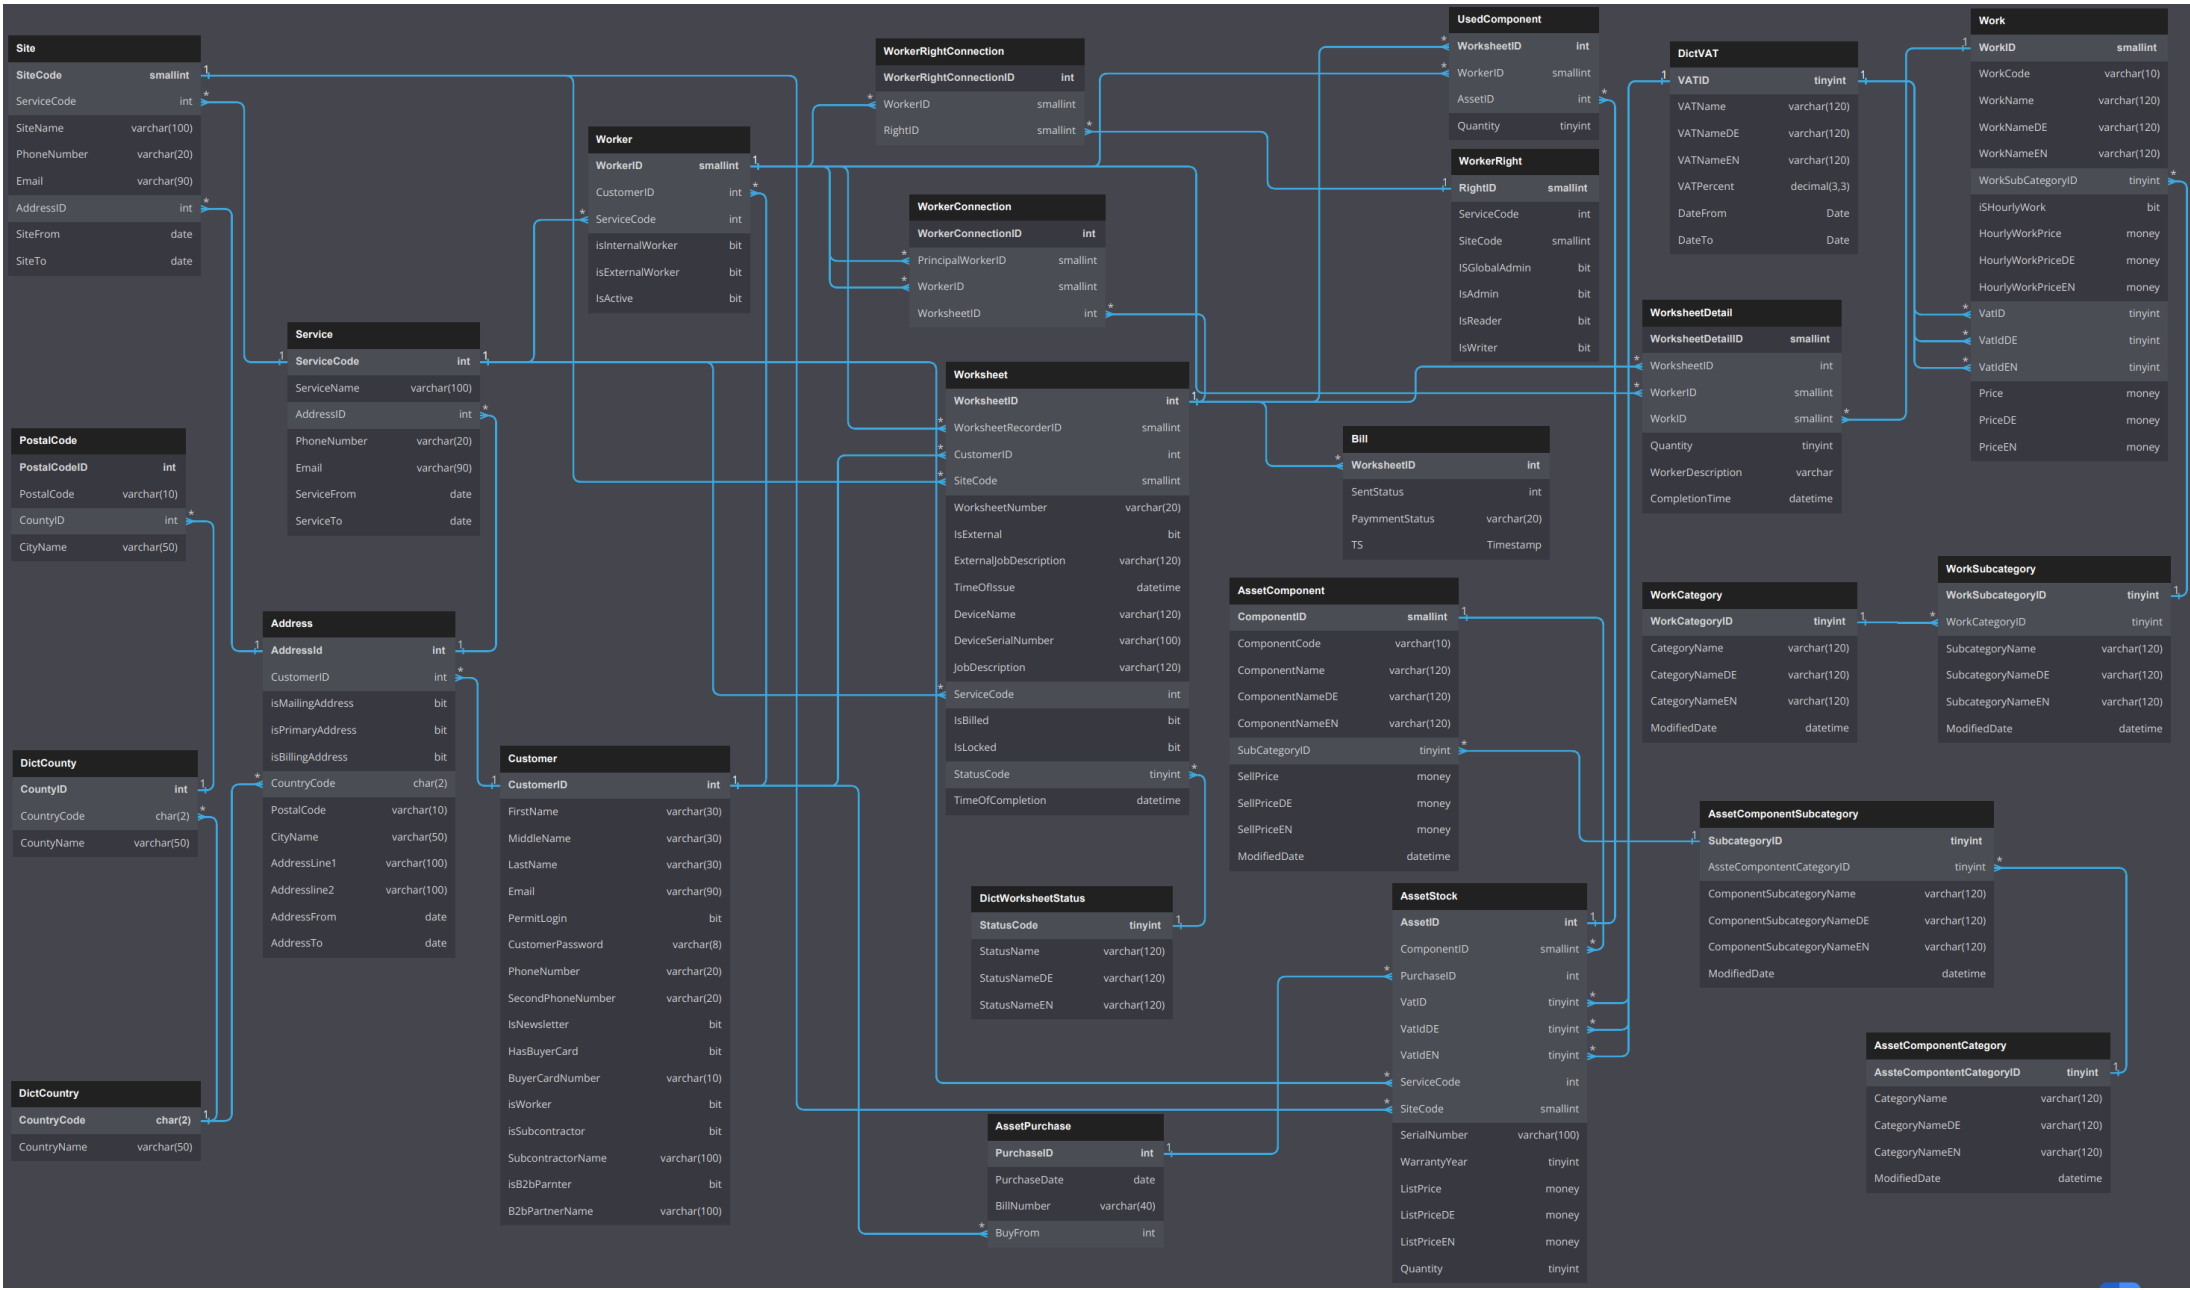 Site
SiteCode smallint
ServiceCode int
SiteName varchar(100)
PhoneNumber varchar(20)
Email varchar(90)
AddressID int
SiteFrom date
SiteTo date
PostalCode
PostalCodeID int
PostalCode varchar(10)
CountyID int
CityName varchar(50)
DictCounty
CountyID int
CountryCode char(2)
CountyName varchar(50)
DictCountry
CountryCode char(2)
CountryName varchar(50)
Service
ServiceCode int
ServiceName varchar(100)
AddressID int
PhoneNumber varchar(20)
Email varchar(90)
ServiceFrom date
ServiceTo date
Address
AddressId int
CustomerID int
isMailingAddress bit
isPrimaryAddress bit
isBillingAddress bit
CountryCode char(2)
PostalCode varchar(10)
CityName varchar(50)
AddressLine1 varchar(100)
Addressline2 varchar(100)
AddressFrom date
AddressTo date
Worker
WorkerID smallint
CustomerID int
ServiceCode int
isInternalWorker bit
isExternalWorker bit
IsActive bit
Customer
CustomerID int
FirstName varchar(30)
MiddleName varchar(30)
LastName varchar(30)
Email varchar(90)
PermitLogin bit
CustomerPassword varchar(8)
PhoneNumber varchar(20)
SecondPhoneNumber varchar(20)
IsNewsletter bit
HasBuyerCard bit
BuyerCardNumber varchar(10)
isWorker bit
isSubcontractor bit
SubcontractorName varchar(100)
isB2bParnter bit
B2bPartnerName varchar(100)
WorkerRightConnection
WorkerRightConnectionID int
WorkerID smallint
RightID smallint
WorkerConnection
WorkerConnectionID int
PrincipalWorkerID smallint
WorkerID smallint
WorksheetID int
Worksheet
WorksheetID int
WorksheetRecorderID smallint
CustomerID int
SiteCode smallint
WorksheetNumber varchar(20)
IsExternal bit
ExternalJobDescription varchar(120)
TimeOfIssue datetime
DeviceName varchar(120)
DeviceSerialNumber varchar(100)
JobDescription varchar(120)
ServiceCode int
IsBilled bit
IsLocked bit
StatusCode tinyint
TimeOfCompletion datetime
DictWorksheetStatus
StatusCode tinyint
StatusName varchar(120)
StatusNameDE varchar(120)
StatusNameEN varchar(120)
AssetPurchase
PurchaseID int
PurchaseDate date
BillNumber varchar(40)
BuyFrom int
UsedComponent
WorksheetID int
WorkerID smallint
AssetID int
Quantity tinyint
WorkerRight
RightID smallint
ServiceCode int
SiteCode smallint
ISGlobalAdmin bit
IsAdmin bit
IsReader bit
IsWriter bit
Bill
WorksheetID int
SentStatus int
PaymmentStatus varchar(20)
TS Timestamp
AssetComponent
ComponentID smallint
ComponentCode varchar(10)
ComponentName varchar(120)
ComponentNameDE varchar(120)
ComponentNameEN varchar(120)
SubCategoryID tinyint
SellPrice money
SellPriceDE money
SellPriceEN money
ModifiedDate datetime
AssetStock
AssetID int
ComponentID smallint
PurchaseID int
VatID tinyint
VatIdDE tinyint
VatIdEN tinyint
ServiceCode int
SiteCode smallint
SerialNumber varchar(100)
WarrantyYear tinyint
ListPrice money
ListPriceDE money
ListPriceEN money
Quantity tinyint
DictVAT
VATID tinyint
VATName varchar(120)
VATNameDE varchar(120)
VATNameEN varchar(120)
VATPercent decimal(3,3)
DateFrom Date
DateTo Date
WorksheetDetail
WorksheetDetailID smallint
WorksheetID int
WorkerID smallint
WorkID smallint
Quantity tinyint
WorkerDescription varchar
CompletionTime datetime
WorkCategory
WorkCategoryID tinyint
CategoryName varchar(120)
CategoryNameDE varchar(120)
CategoryNameEN varchar(120)
ModifiedDate datetime
Work
WorkID smallint
WorkCode varchar(10)
WorkName varchar(120)
WorkNameDE varchar(120)
WorkNameEN varchar(120)
WorkSubCategoryID tinyint
iSHourlyWork bit
HourlyWorkPrice money
HourlyWorkPriceDE money
HourlyWorkPriceEN money
VatID tinyint
VatIdDE tinyint
VatIdEN tinyint
Price money
PriceDE money
PriceEN money
WorkSubcategory
WorkSubcategoryID tinyint
WorkCategoryID tinyint
SubcategoryName varchar(120)
SubcategoryNameDE varchar(120)
SubcategoryNameEN varchar(120)
ModifiedDate datetime
AssetComponentSubcategory
SubcategoryID tinyint
AssteCompontentCategoryID tinyint
ComponentSubcategoryName varchar(120)
ComponentSubcategoryNameDE varchar(120)
ComponentSubcategoryNameEN varchar(120)
ModifiedDate datetime
AssetComponentCategory
AssteCompontentCategoryID tinyint
CategoryName varchar(120)
CategoryNameDE varchar(120)
CategoryNameEN varchar(120)
ModifiedDate datetime